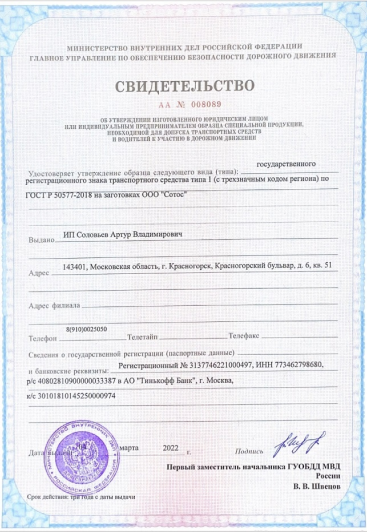 МИНИСТЕРСТВО ВНУТРЕННИХ ДЕЛ РОССИЙСКОЙ ФЕДЕРАЦИИ
ГЛАВНОЕ УПРАВЛЕНИЕ ПО ОБЕСПЕЧЕНИЮ БЕЗОПАСНОСТИ ДОРОЖНОГО ДВИЖЕНИЯ
СВИДЕТЕЛЬСТВО
АА № 008089
ОБ УТВЕРЖДЕНИИ ИЗГОТОВЛЕННОГО ЮРИДИЧЕСКИМ ЛИЦОМ
ИЛИ ИНДИВИДУАЛЬНЫМ ПРЕДПРИНИМАТЕЛЕМ ОБРАЗЦА СПЕЦИАЛЬНОЙ ПРОДУКЦИИ,
НЕОБХОДИМОЙ ДЛЯ ДОПУСКА ТРАНСПОРТНЫХ СРЕДСТВ
И ВОДИТЕЛЕЙ К УЧАСТИЮ В ДОРОЖНОМ ДВИЖЕНИИ
государственного
Удостоверяет утверждение образца следующего вида (типа):
регистрационного знака транспортного средства типа 1 (с трехзначным кодом региона) по
ГОСТ Р 50577-2018 на заготовках ООО "Сотос"
Выдано ИП Соловьев Артур Владимирович
Адрес 143401, Московская область, г. Красногорск, Красногорский бульвар, д. 6, кв. 51
Адрес филиала
8(910)0025050
Телефон Телетайп Телефакс
Сведения о государственной регистрации (паспортные данные)
и банковские реквизиты: Регистрационный № 3137746221000497, ИНН 773462798680,
р/с 40802810900000033387 в АО "Тинькофф Банк", г. Москва,
к/с 30101810145250000974
Дата выдачи марта 2022 г. Подпись
Первый заместитель начальника ГУОБДД МВД
России
В. В. Швецов
Срок действия: три года с даты выдачи